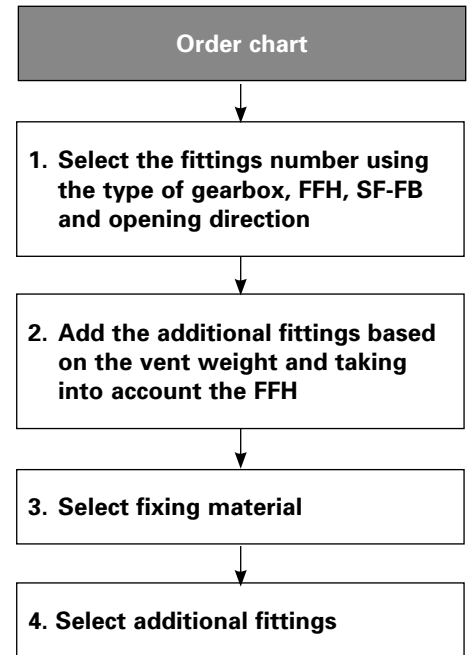 Order chart
1. Select the fittings number using
the type of gearbox, FFH, SF-FB
and opening direction
2. Add the additional fittings based
on the vent weight and taking
into account the FFH
3. Select fixing material
4. Select additional fittings